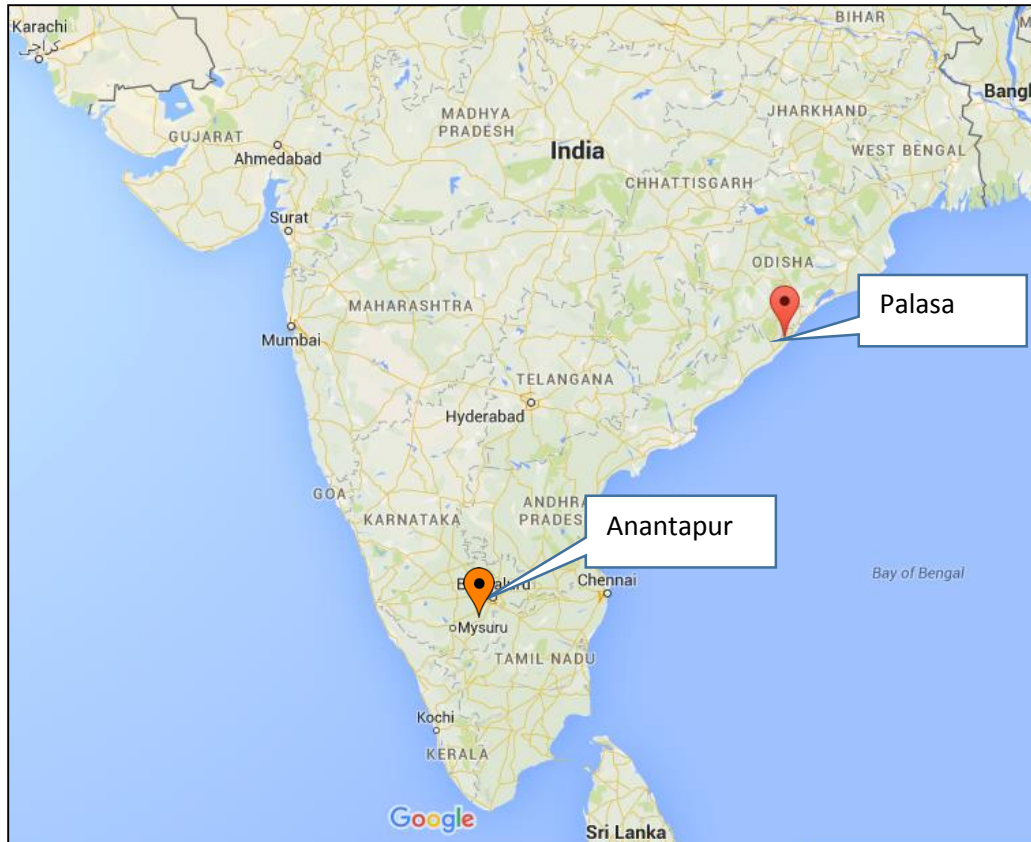 Karachi
كراچى
BIHAR
Bangl
MADHYA
PRADESH
JHARKHAND
GUJARAT
Ahmedabad
India
WEST BENGAL
CHHATTISGARH
Surat
ODISHA
Palasa
MAHARASHTRA
Mumbai
TELANGANA
Hyderabad
GOA
ANDHRA
PRADES
KARNATAKA
Anantapur
Bay of Bengal
Chennai
Mysuru
TAMIL NADU
Kochi
KERALA
Google
Sri Lanka